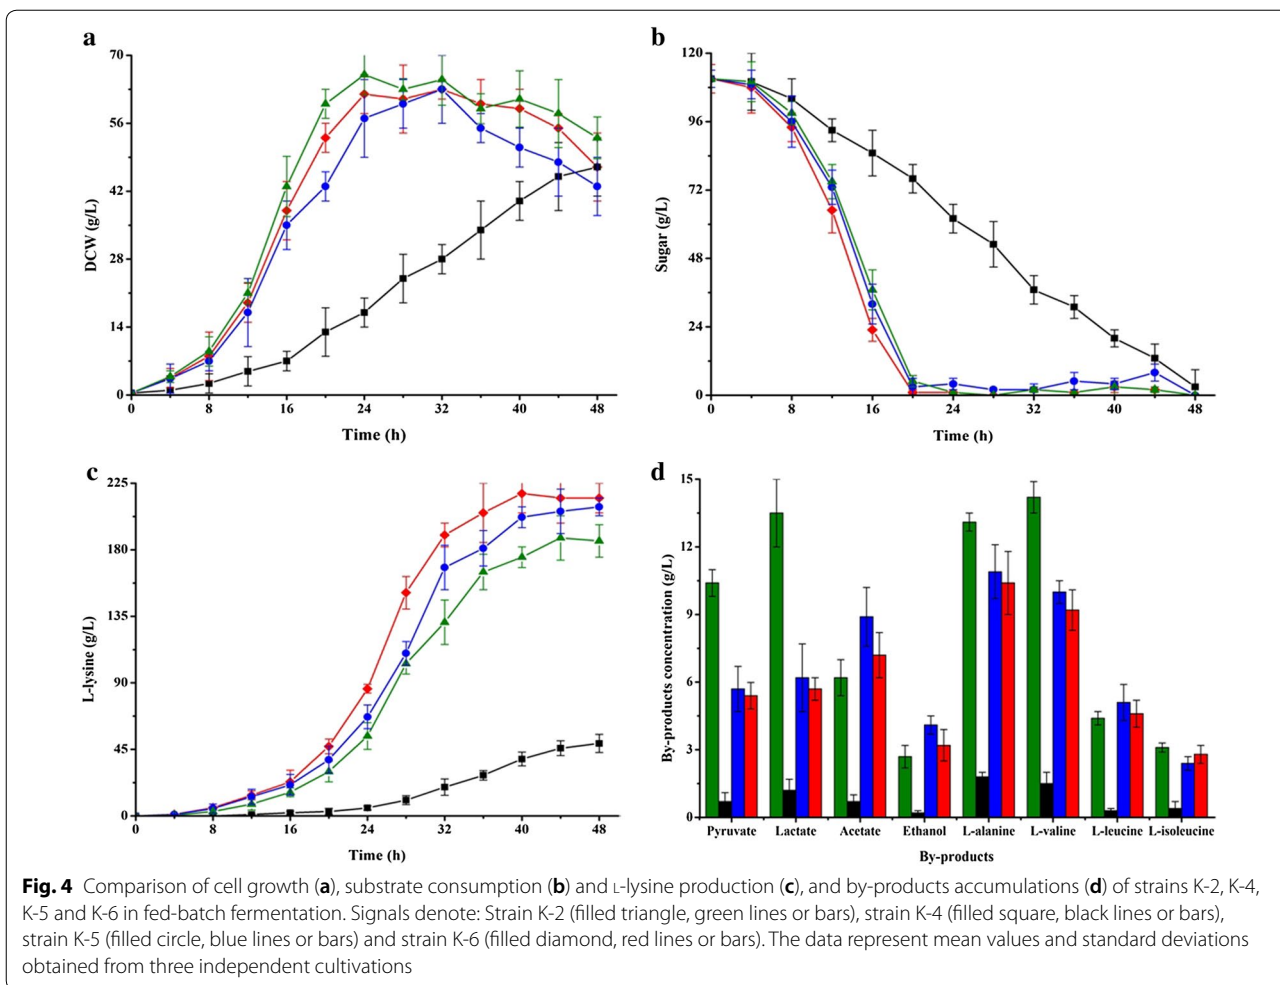 a
70
56
42
28
14
0
DCW (g/L)
0 8 16 24 32 40 48
Time (h)
b
120
96
72
48
24
0
Sugar (g/L)
0 8 16 24 32 40 48
Time (h)
c
225
180
135
90
45
0
L-lysine (g/L)
0 8 16 24 32 40 48
Time (h)
d
15
12
9
6
3
0
By-products concentration (g/L)
Pyruvate Lactate Acetate Ethanol L-alanine L-valine L-leucine L-isoleucine
By-products
Fig. 4 Comparison of cell growth (a), substrate consumption (b) and L-lysine production (c), and by-products accumulations (d) of strains K-2, K-4,
K-5 and K-6 in fed-batch fermentation. Signals denote: Strain K-2 (filled triangle, green lines or bars), strain K-4 (filled square, black lines or bars),
strain K-5 (filled circle, blue lines or bars) and strain K-6 (filled diamond, red lines or bars). The data represent mean values and standard deviations
obtained from three independent cultivations